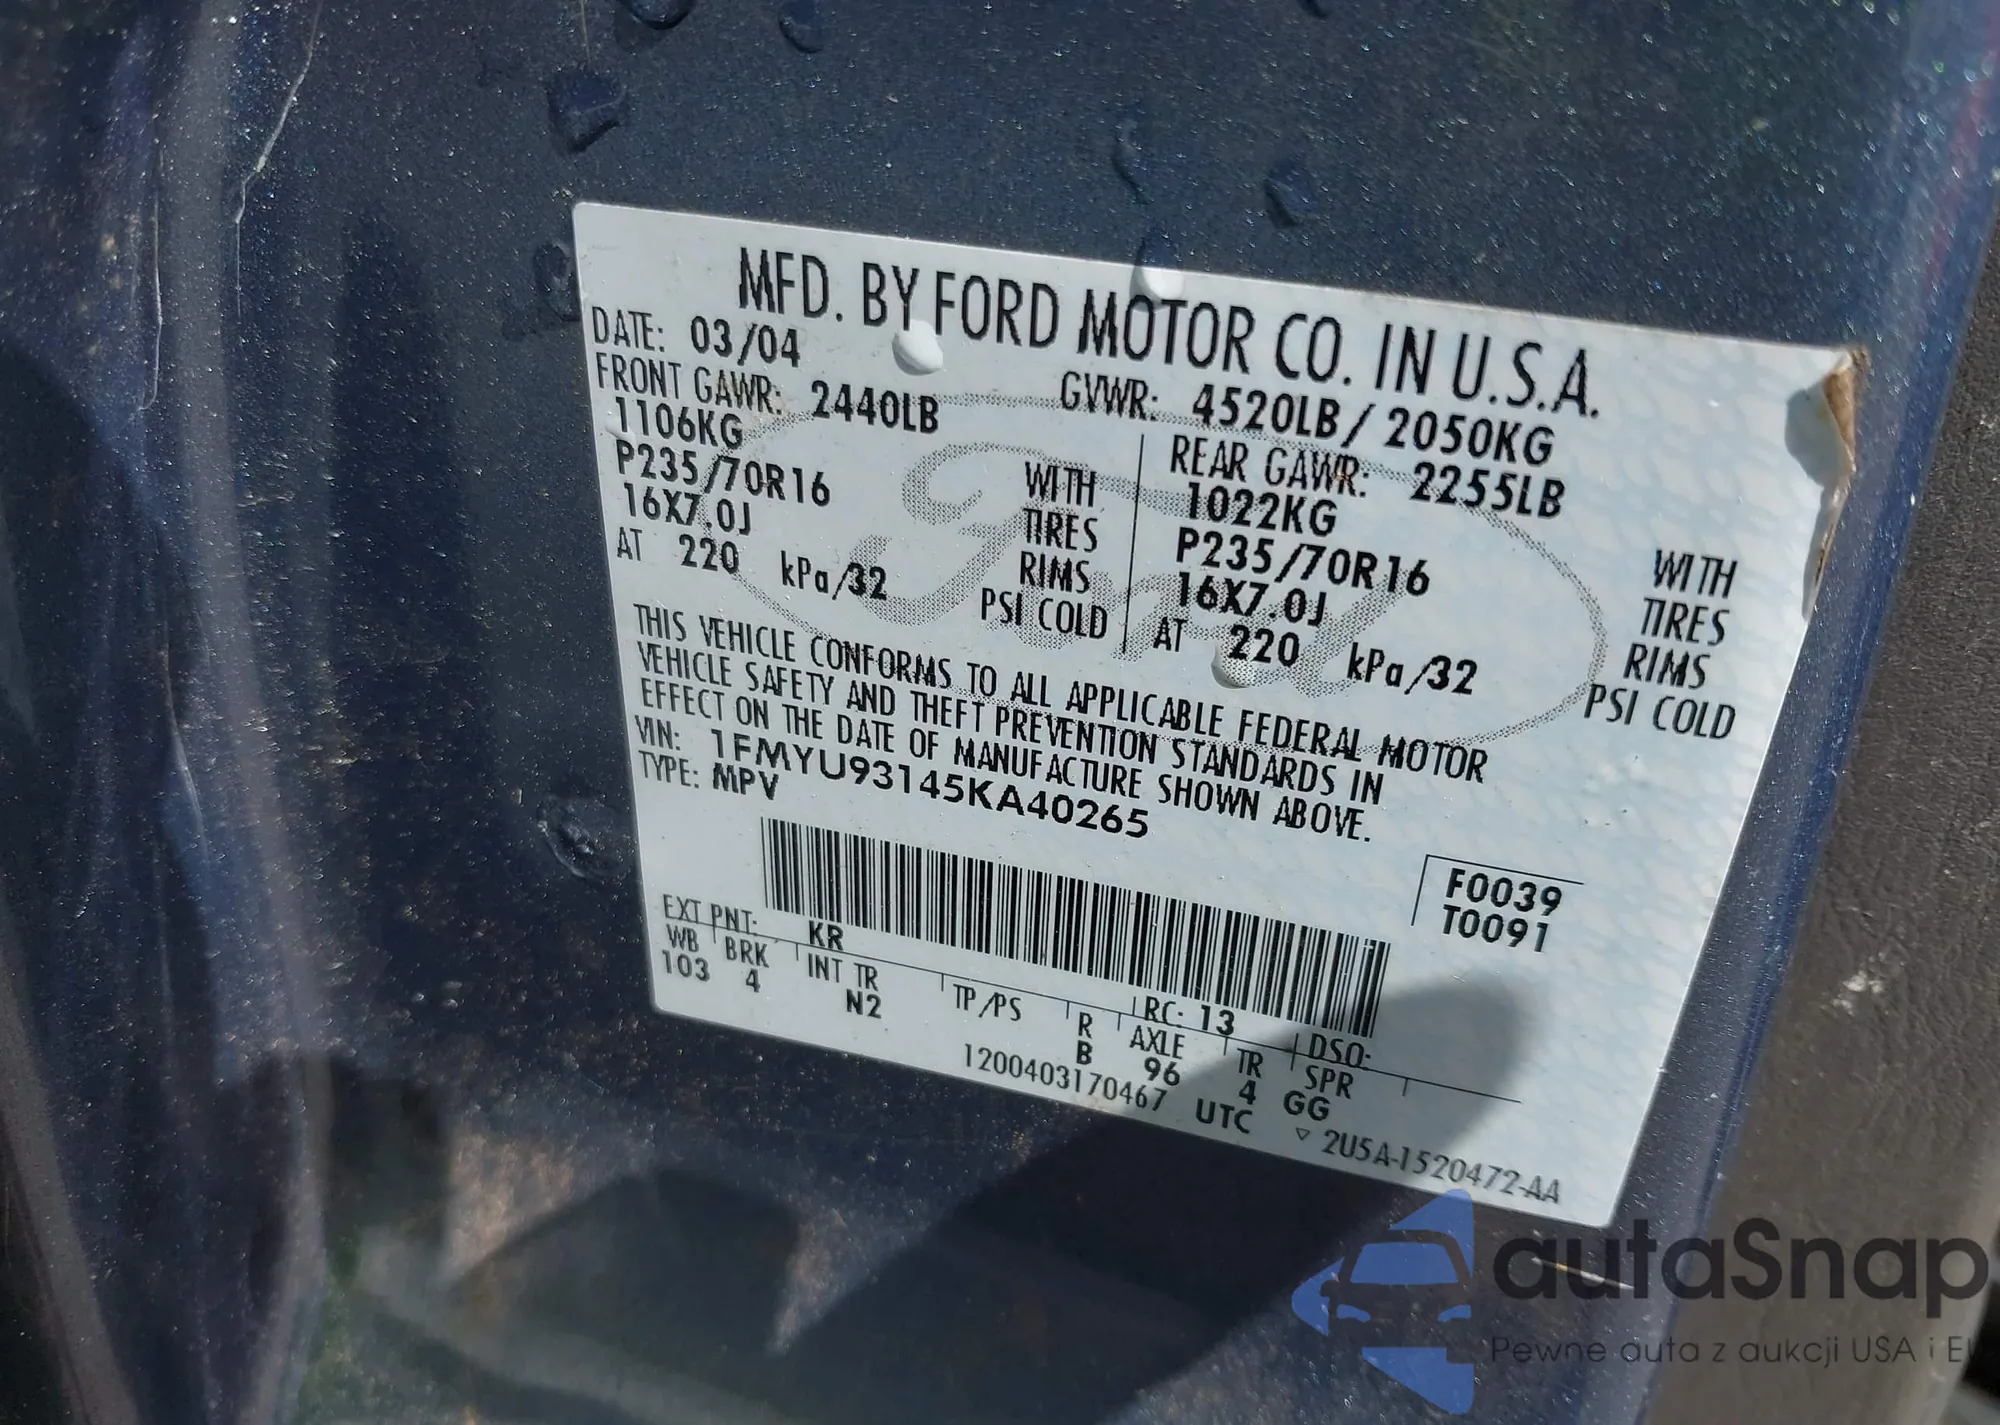 MFD. BY FORD MOTOR CO. IN U.S.A.
DATE: 03/04
GVWR: 4520LB / 2050KG
FRONT GAWR: 2440LB
1106KG
WITH
P235/70R16
TIRES
16X7.0J
RIMS
AT 220 kPa/32
PSI COLD
REAR GAWR: 2255LB
1022KG
WITH
P235/70R16
TIRES
16X7.0J
RIMS
AT 220 kPa/32
PSI COLD
THIS VEHICLE CONFORMS TO ALL APPLICABLE FEDERAL MOTOR
VEHICLE SAFETY AND THEFT PREVENTION STANDARDS IN
EFFECT ON THE DATE OF MANUFACTURE SHOWN ABOVE.
VIN: 1FMYU93145KA40265
TYPE: MPV
F0039
T0091
EXT PNT: KR
RC: 13
DSO:
WB BRK INT TR TP/PS R AXLE TR SPR
103 4 N2 B 96 4 GG
1200403170467 UTC ▽ 2U5A-1520472-AA
Ford
autaSnap
Pewne auta z aukcji USA i